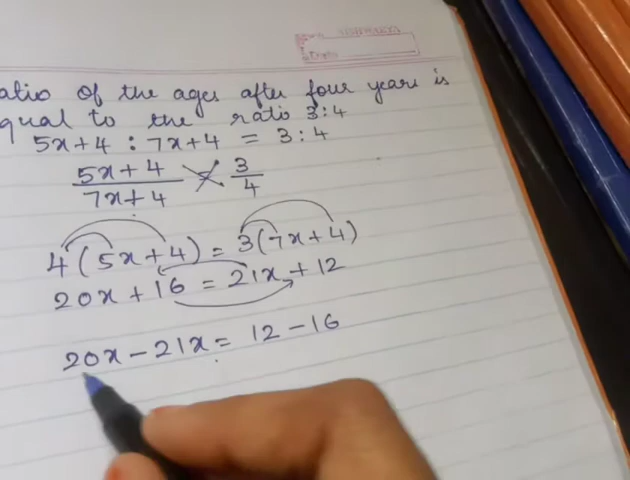 atio of the ages after four years is
qual to the ratio 3:4
5x+4 : 7x+4 = 3:4
5x+4 3
7x+4 4
4(5x+4) = 3(7x+4)
20x + 16 = 21x + 12
20x - 21x = 12 - 16